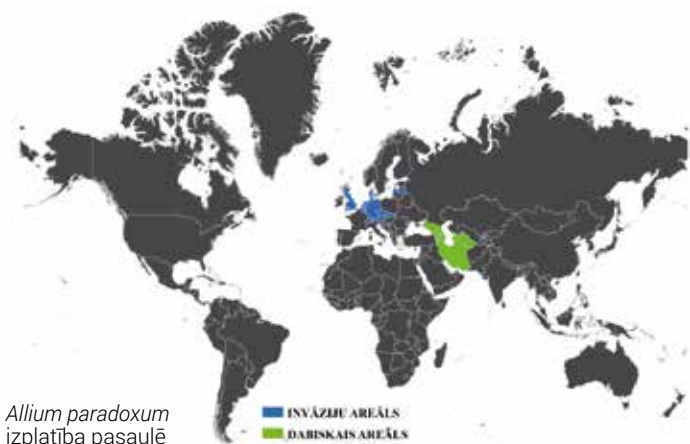 Allium paradoxum
izplatība pasaulē
INVĀZIJU AREĀLS
DABISKAIS AREĀLS